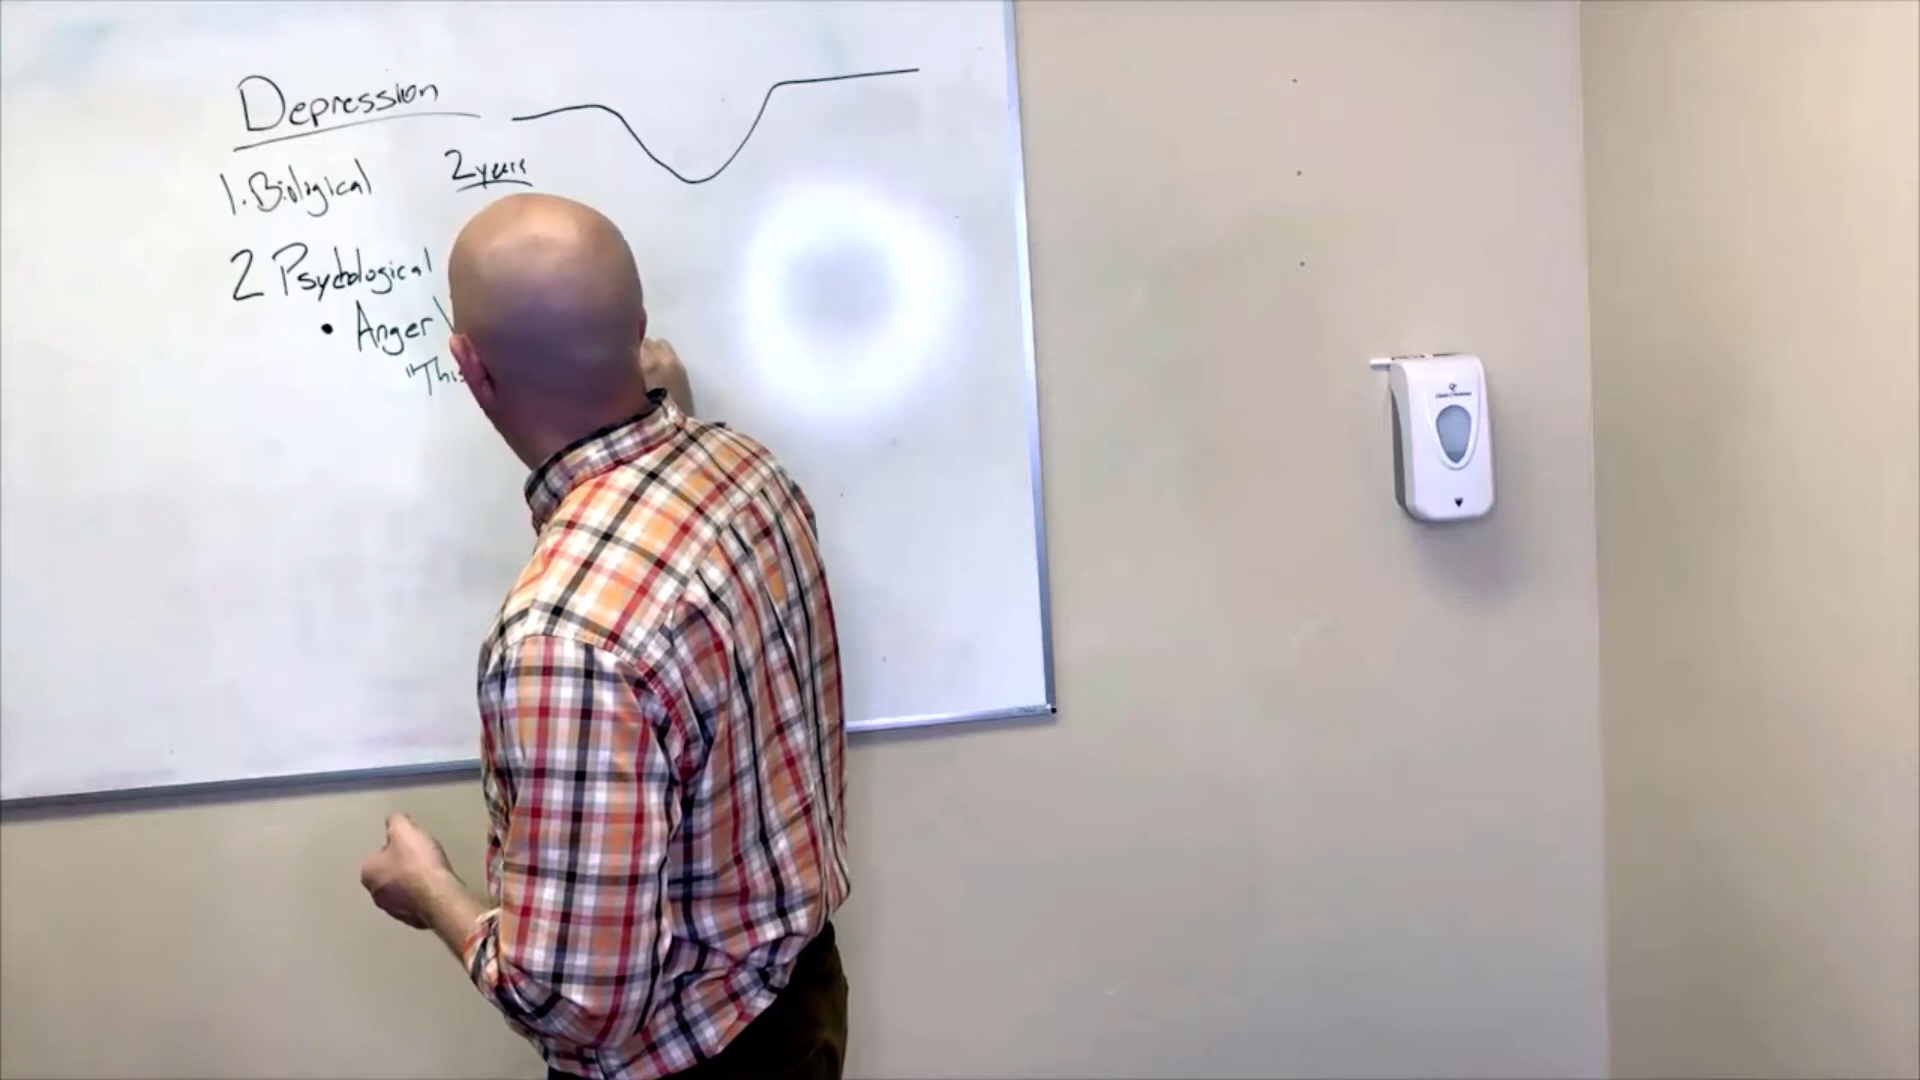 Depression
1. Biological 2 years
2 Psychological
• Anger
"This